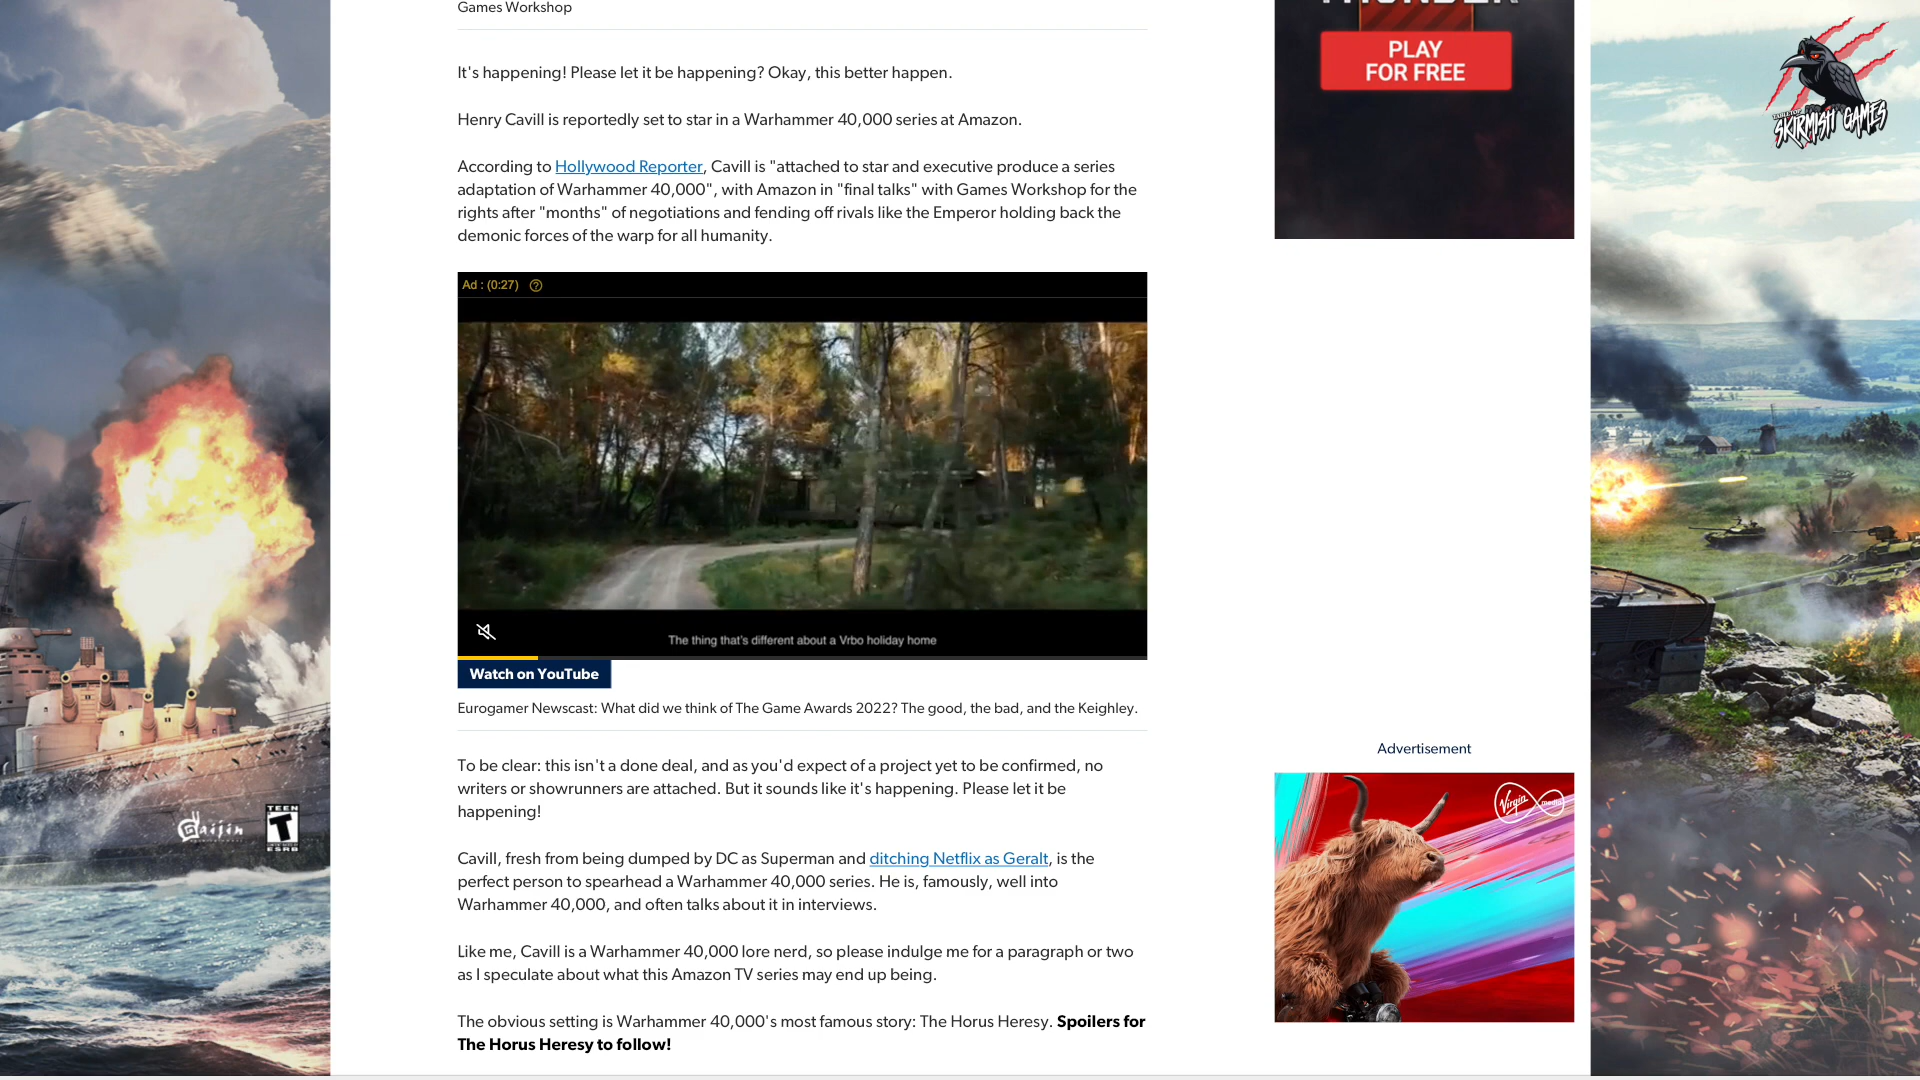 Games Workshop
It's happening! Please let it be happening? Okay, this better happen.
Henry Cavill is reportedly set to star in a Warhammer 40,000 series at Amazon.
According to Hollywood Reporter, Cavill is "attached to star and executive produce a series
adaptation of Warhammer 40,000", with Amazon in "final talks" with Games Workshop for the
rights after "months" of negotiations and fending off rivals like the Emperor holding back the
demonic forces of the warp for all humanity.
Ad : (0:27)
The thing that's different about a Vrbo holiday home
Watch on YouTube
Eurogamer Newscast: What did we think of The Game Awards 2022? The good, the bad, and the Keighley.
To be clear: this isn't a done deal, and as you'd expect of a project yet to be confirmed, no
writers or showrunners are attached. But it sounds like it's happening. Please let it be
happening!
Cavill, fresh from being dumped by DC as Superman and ditching Netflix as Geralt, is the
perfect person to spearhead a Warhammer 40,000 series. He is, famously, well into
Warhammer 40,000, and often talks about it in interviews.
Like me, Cavill is a Warhammer 40,000 lore nerd, so please indulge me for a paragraph or two
as I speculate about what this Amazon TV series may end up being.
The obvious setting is Warhammer 40,000's most famous story: The Horus Heresy. Spoilers for
The Horus Heresy to follow!
PLAY
FOR FREE
Advertisement
Virgin media
Gaijin
TEEN
T
ESRB
SKIRMISH GAMES